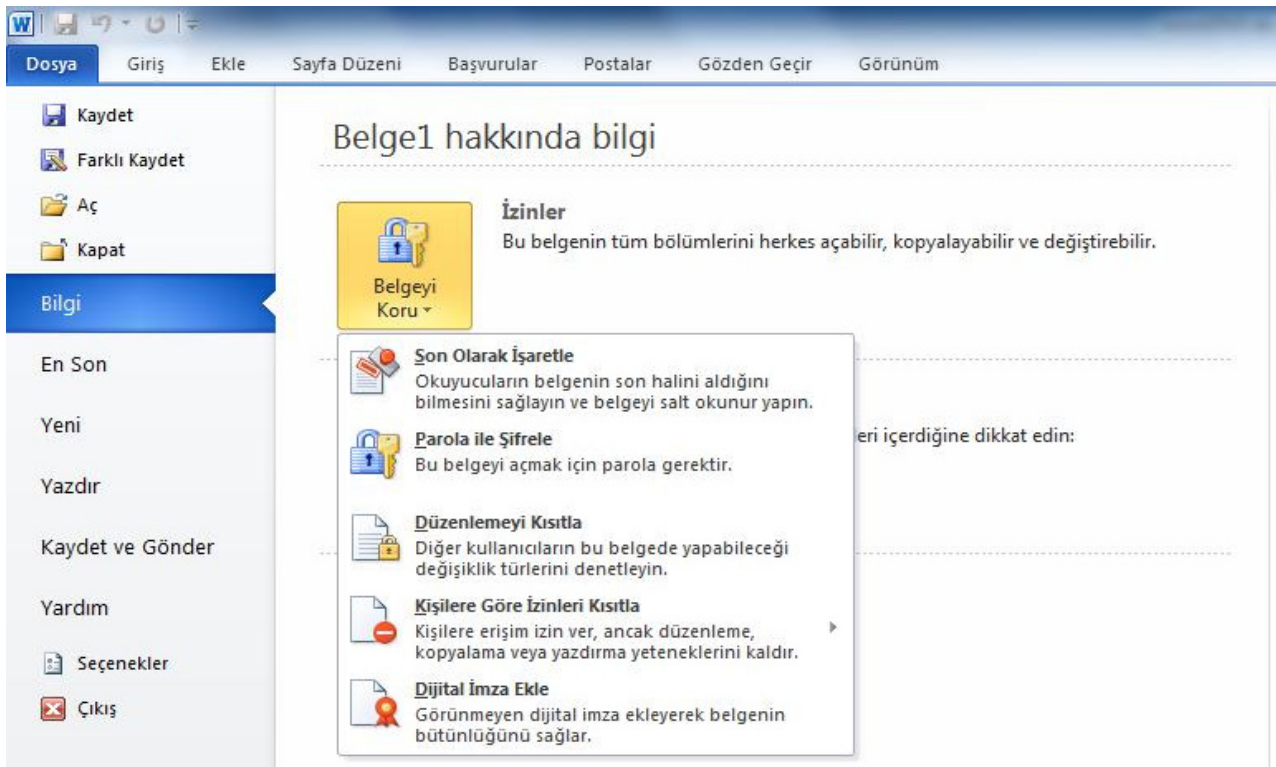 Dosya Giriş Ekle Sayfa Düzeni Başvurular Postalar Gözden Geçir Görünüm
Kaydet
Farklı Kaydet
Aç
Kapat
Bilgi
En Son
Yeni
Yazdır
Kaydet ve Gönder
Yardım
Seçenekler
Çıkış
Belge1 hakkında bilgi
Belgeyi
Koru
İzinler
Bu belgenin tüm bölümlerini herkes açabilir, kopyalayabilir ve değiştirebilir.
Son Olarak İşaretle
Okuyucuların belgenin son halini aldığını
bilmesini sağlayın ve belgeyi salt okunur yapın.
Parola ile Şifrele
Bu belgeyi açmak için parola gerektir.
Düzenlemeyi Kısıtla
Diğer kullanıcıların bu belgede yapabileceği
değişiklik türlerini denetleyin.
Kişilere Göre İzinleri Kısıtla
Kişilere erişim izin ver, ancak düzenleme,
kopyalama veya yazdırma yeteneklerini kaldır.
Dijital İmza Ekle
Görünmeyen dijital imza ekleyerek belgenin
bütünlüğünü sağlar.
içerdiğine dikkat edin: